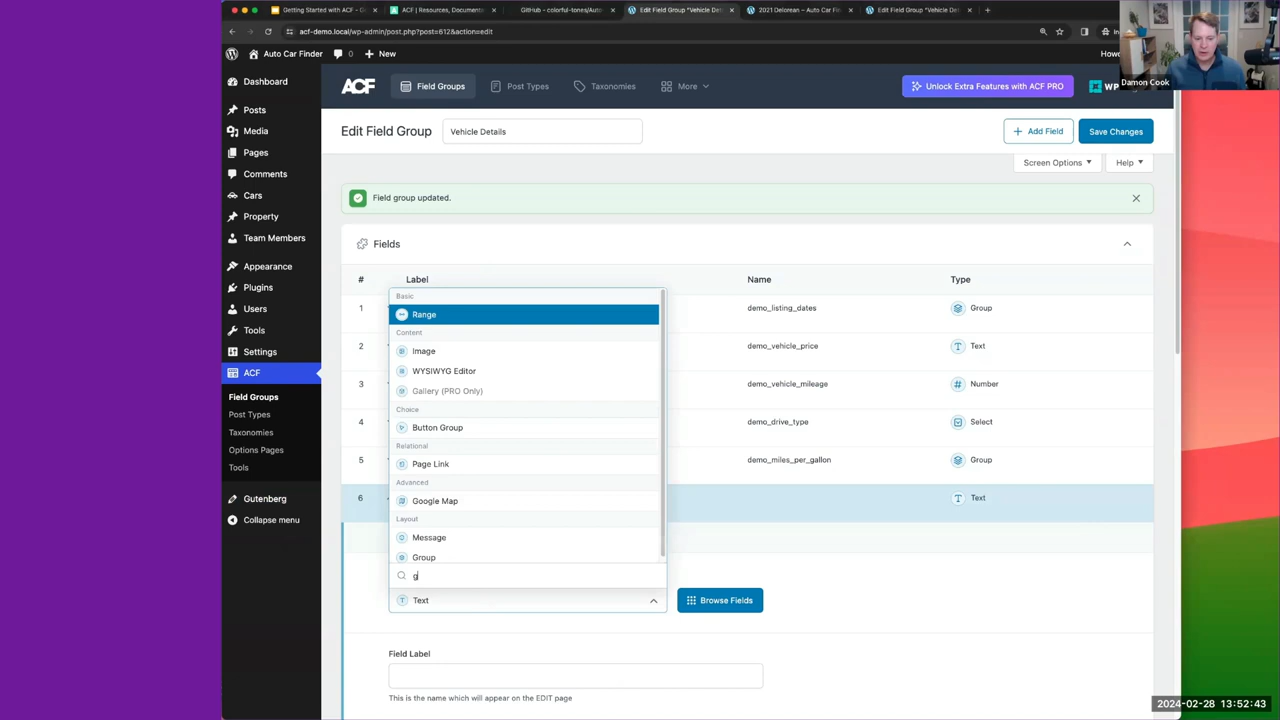 Getting Started with ACF - G
ACF | Resources, Document
GitHub - colorful-tones/Auto
Edit Field Group "Vehicle De
2021 Delorean – Auto Car Fi
Edit Field Group "Vehicle De
acf-demo.local/wp-admin/post.php?post=612&action=edit
Auto Car Finder
0
New
Howd
Damon Cook
Dashboard
Posts
Media
Pages
Comments
Cars
Property
Team Members
Appearance
Plugins
Users
Tools
Settings
ACF
Field Groups
Post Types
Taxonomies
Options Pages
Tools
Gutenberg
Collapse menu
ACF
Field Groups
Post Types
Taxonomies
More
Unlock Extra Features with ACF PRO
WP
Edit Field Group
Vehicle Details
Add Field
Save Changes
Screen Options
Help
Field group updated.
Fields
# Label Name Type
1 demo_listing_dates Group
2 demo_vehicle_price Text
3 demo_vehicle_mileage Number
4 demo_drive_type Select
5 demo_miles_per_gallon Group
6 Text
Basic
Range
Content
Image
WYSIWYG Editor
Gallery (PRO Only)
Choice
Button Group
Relational
Page Link
Advanced
Google Map
Layout
Message
Group
g
Text
Browse Fields
Field Label
This is the name which will appear on the EDIT page
2024-02-28 13:52:43